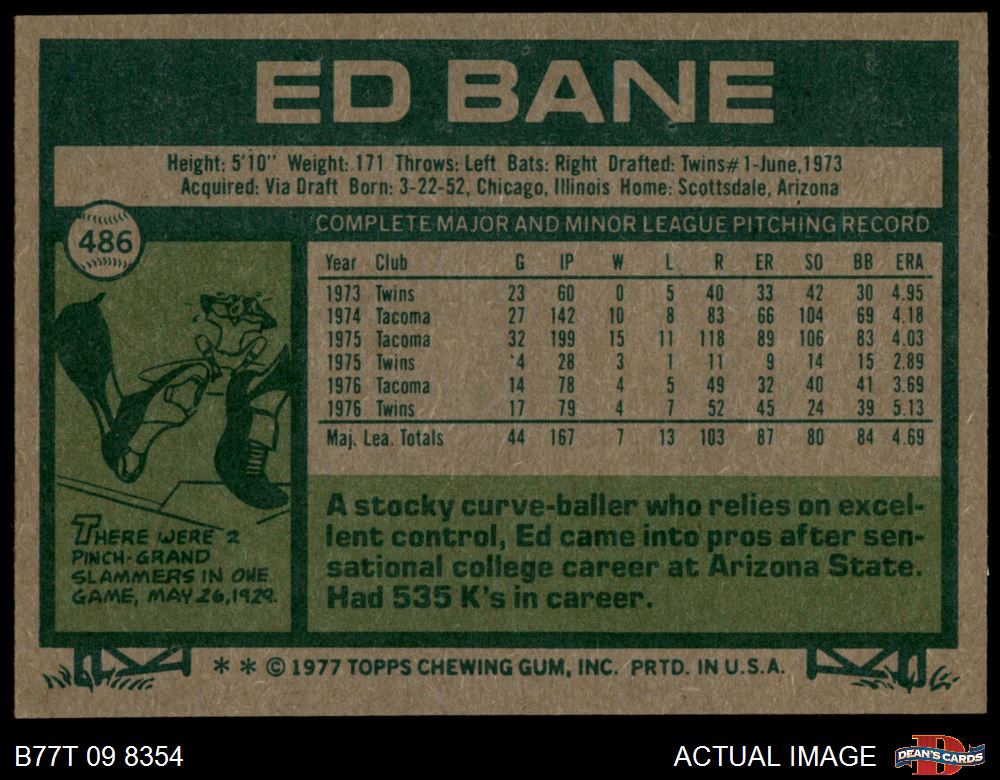 ED BANE
Height: 5'10" Weight: 171 Throws: Left Bats: Right Drafted: Twins#1-June,1973
Acquired: Via Draft Born: 3-22-52, Chicago, Illinois Home: Scottsdale, Arizona
486
COMPLETE MAJOR AND MINOR LEAGUE PITCHING RECORD
Year Club G IP W L R ER SO BB ERA
1973 Twins 23 60 0 5 40 33 42 30 4.95
1974 Tacoma 27 142 10 8 83 66 104 69 4.18
1975 Tacoma 32 199 15 11 118 89 106 83 4.03
1975 Twins 4 28 3 1 11 9 14 15 2.89
1976 Tacoma 14 78 4 5 49 32 40 41 3.69
1976 Twins 17 79 4 7 52 45 24 39 5.13
Maj. Lea. Totals 44 167 7 13 103 87 80 84 4.69
THERE WERE 2
PINCH-GRAND
SLAMMERS IN ONE
GAME, MAY 26, 1929.
A stocky curve-baller who relies on excel-
lent control, Ed came into pros after sen-
sational college career at Arizona State.
Had 535 K's in career.
* * © 1977 TOPPS CHEWING GUM, INC. PRTD. IN U.S.A.
B77T 09 8354
ACTUAL IMAGE
D
DEAN'S CARDS